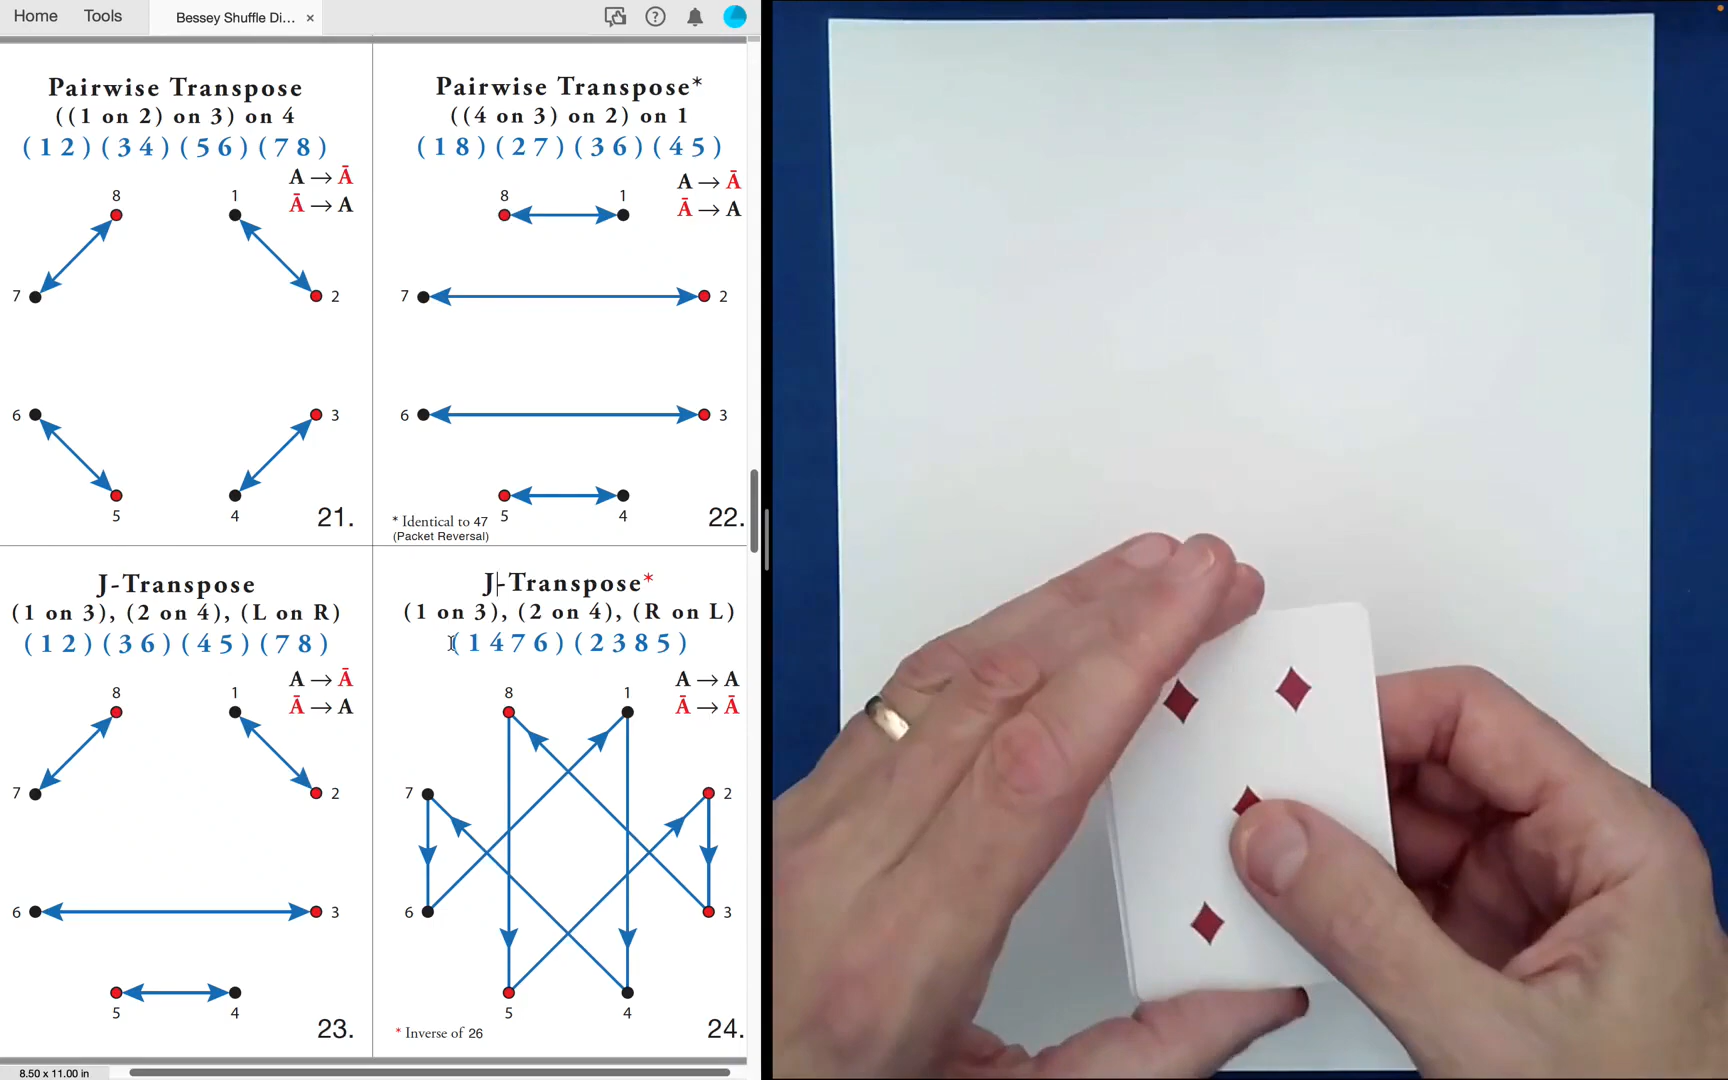 Home Tools Bessey Shuffle Di... ×
Pairwise Transpose
((1 on 2) on 3) on 4
(1 2) (3 4) (5 6) (7 8)
A → Ā
Ā → A
8 1
7 2
6 3
5 4
21.
Pairwise Transpose*
((4 on 3) on 2) on 1
(1 8) (2 7) (3 6) (4 5)
A → Ā
Ā → A
8 1
7 2
6 3
5 4
* Identical to 47
(Packet Reversal)
22.
J-Transpose
(1 on 3), (2 on 4), (L on R)
(1 2) (3 6) (4 5) (7 8)
A → Ā
Ā → A
8 1
7 2
6 3
5 4
23.
J-Transpose*
(1 on 3), (2 on 4), (R on L)
(1 4 7 6) (2 3 8 5)
A → A
Ā → Ā
8 1
7 2
6 3
5 4
* Inverse of 26
24.
8.50 x 11.00 in